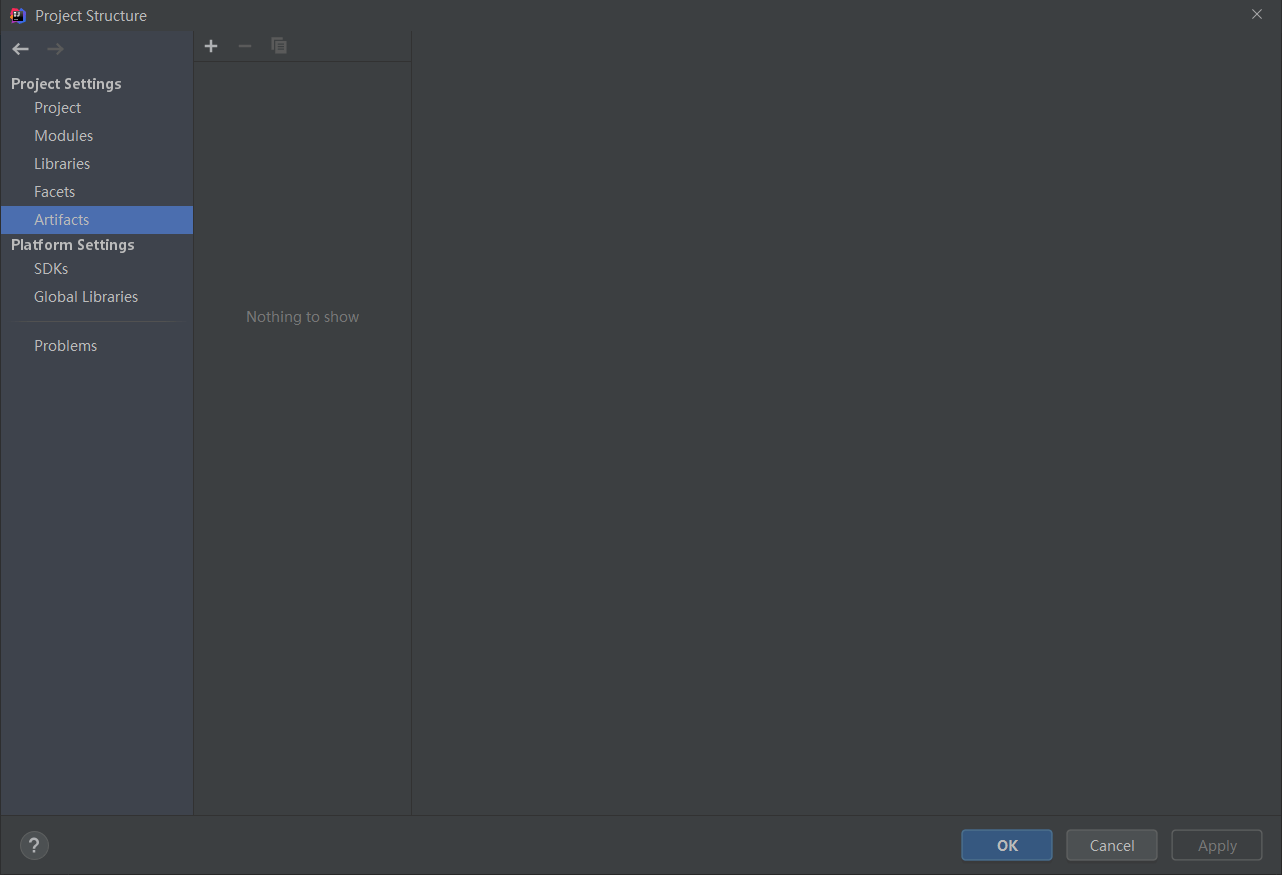 Project Structure
Project Settings
Project
Modules
Libraries
Facets
Artifacts
Platform Settings
SDKs
Global Libraries
Problems
Nothing to show
?
OK
Cancel
Apply